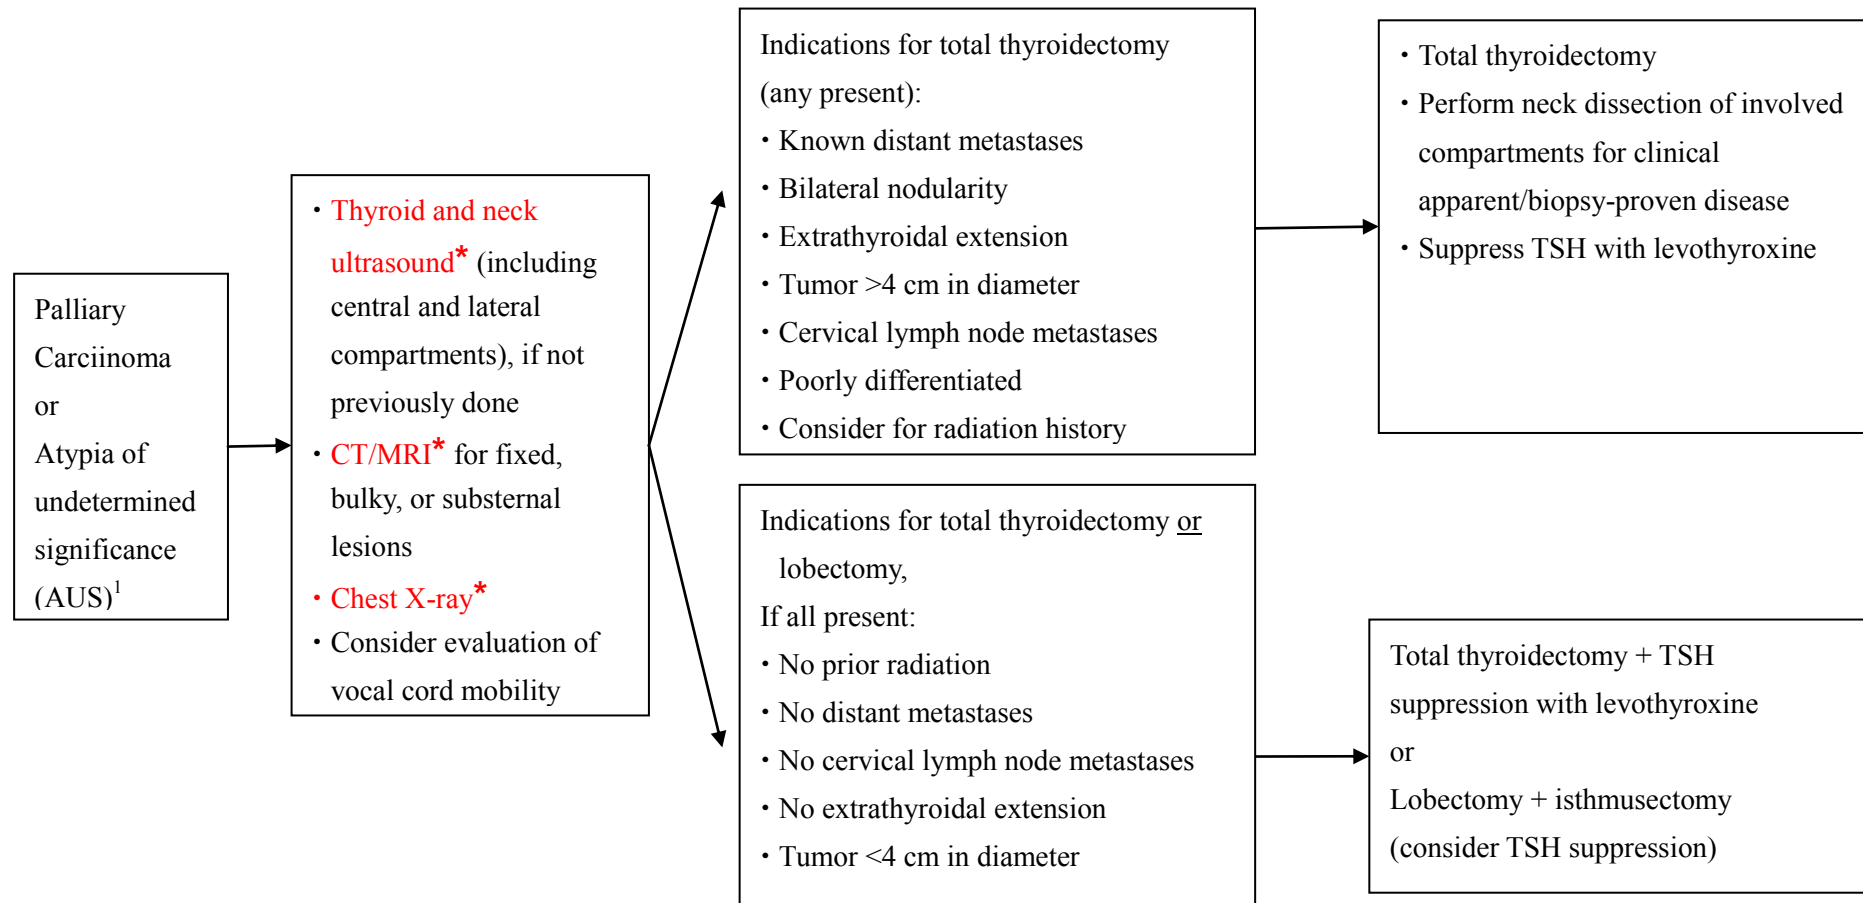 Palliary
Carciinoma
or
Atypia of
undetermined
significance
(AUS)1
・Thyroid and neck
ultrasound* (including
central and lateral
compartments), if not
previously done
・CT/MRI* for fixed,
bulky, or substernal
lesions
・Chest X-ray*
・Consider evaluation of
vocal cord mobility
Indications for total thyroidectomy
(any present):
・Known distant metastases
・Bilateral nodularity
・Extrathyroidal extension
・Tumor >4 cm in diameter
・Cervical lymph node metastases
・Poorly differentiated
・Consider for radiation history
・Total thyroidectomy
・Perform neck dissection of involved
compartments for clinical
apparent/biopsy-proven disease
・Suppress TSH with levothyroxine
Indications for total thyroidectomy or
lobectomy,
If all present:
・No prior radiation
・No distant metastases
・No cervical lymph node metastases
・No extrathyroidal extension
・Tumor <4 cm in diameter
Total thyroidectomy + TSH
suppression with levothyroxine
or
Lobectomy + isthmusectomy
(consider TSH suppression)